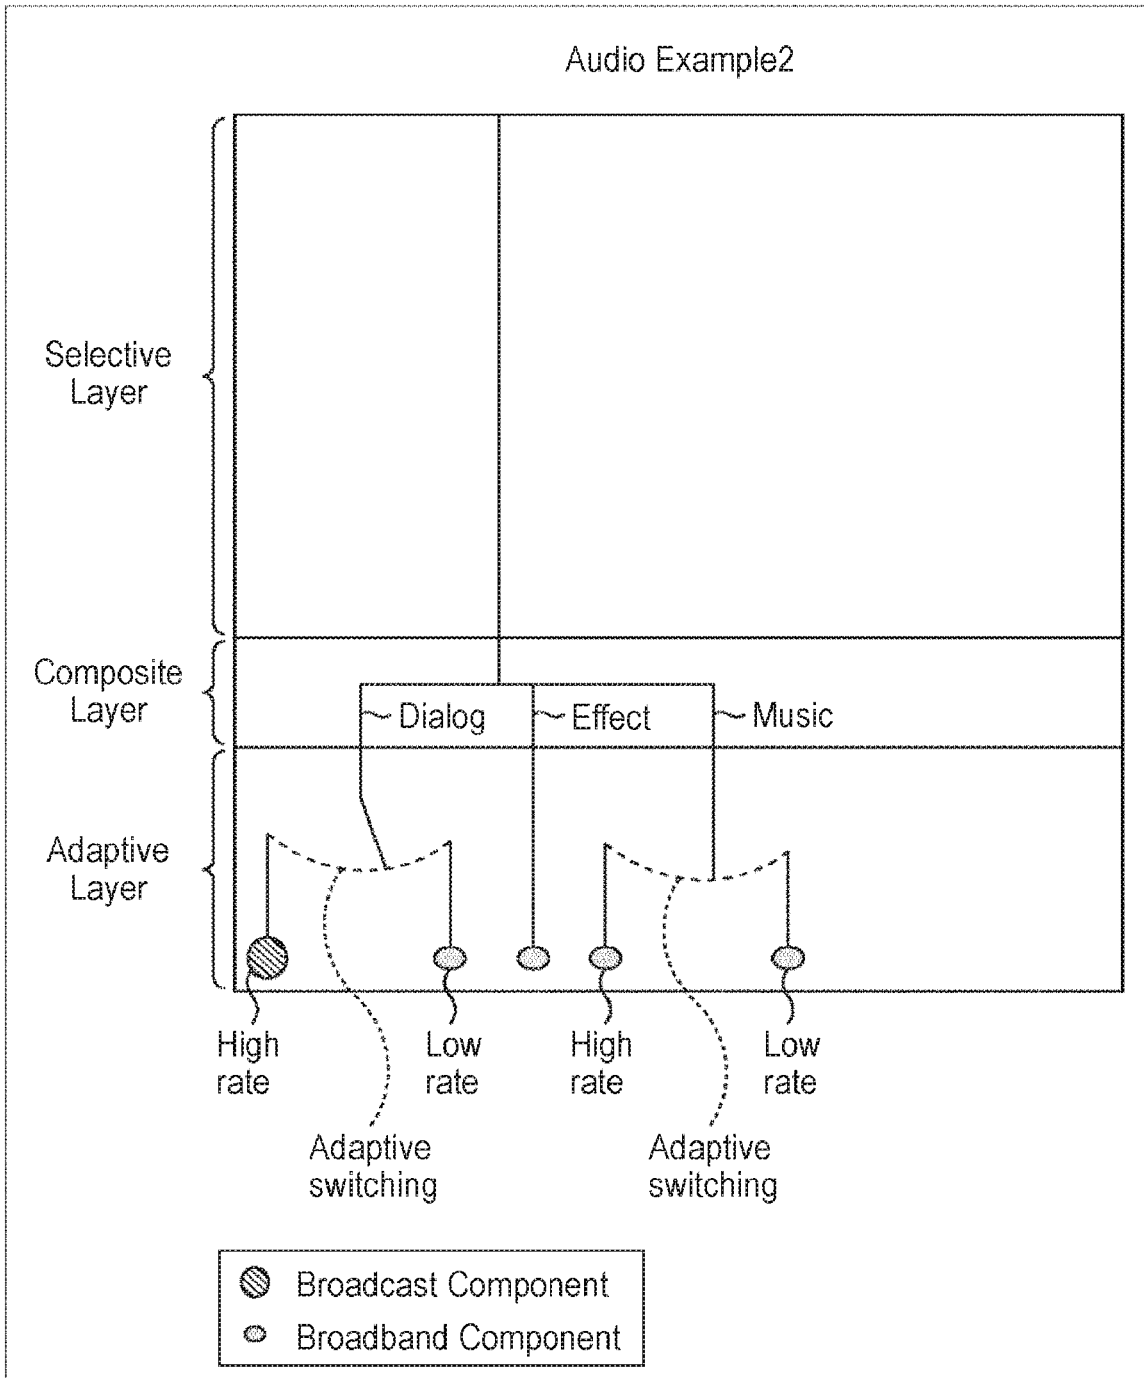 Audio Example2
Selective
Layer
Composite
Layer
Dialog
Effect
Music
Adaptive
Layer
High
rate
Low
rate
High
rate
Low
rate
Adaptive
switching
Adaptive
switching
Broadcast Component
Broadband Component